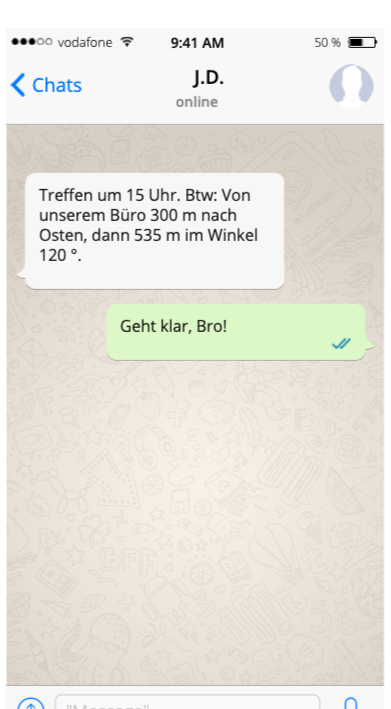 vodafone 9:41 AM 50 %
Chats J.D.
online
Treffen um 15 Uhr. Btw: Von
unserem Büro 300 m nach
Osten, dann 535 m im Winkel
120 °.
Geht klar, Bro!
BFF
"Message"